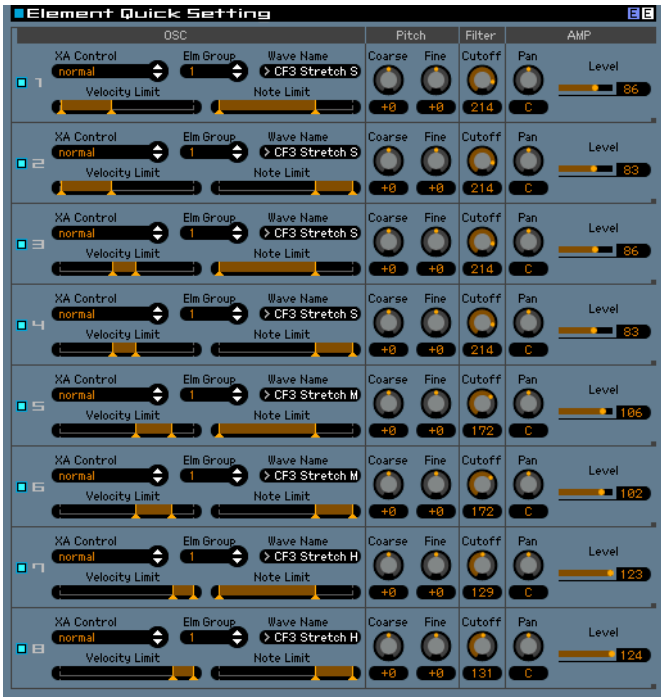 Element Quick Setting E E
OSC Pitch Filter AMP
XA Control Elm Group Wave Name Coarse Fine Cutoff Pan Level
1 normal 1 > CF3 Stretch S
Velocity Limit Note Limit +0 +0 214 C 86
XA Control Elm Group Wave Name Coarse Fine Cutoff Pan Level
2 normal 1 > CF3 Stretch S
Velocity Limit Note Limit +0 +0 214 C 83
XA Control Elm Group Wave Name Coarse Fine Cutoff Pan Level
3 normal 1 > CF3 Stretch S
Velocity Limit Note Limit +0 +0 214 C 86
XA Control Elm Group Wave Name Coarse Fine Cutoff Pan Level
4 normal 1 > CF3 Stretch S
Velocity Limit Note Limit +0 +0 214 C 83
XA Control Elm Group Wave Name Coarse Fine Cutoff Pan Level
5 normal 1 > CF3 Stretch M
Velocity Limit Note Limit +0 +0 172 C 106
XA Control Elm Group Wave Name Coarse Fine Cutoff Pan Level
6 normal 1 > CF3 Stretch M
Velocity Limit Note Limit +0 +0 172 C 102
XA Control Elm Group Wave Name Coarse Fine Cutoff Pan Level
7 normal 1 > CF3 Stretch H
Velocity Limit Note Limit +0 +0 129 C 123
XA Control Elm Group Wave Name Coarse Fine Cutoff Pan Level
8 normal 1 > CF3 Stretch H
Velocity Limit Note Limit +0 +0 131 C 124